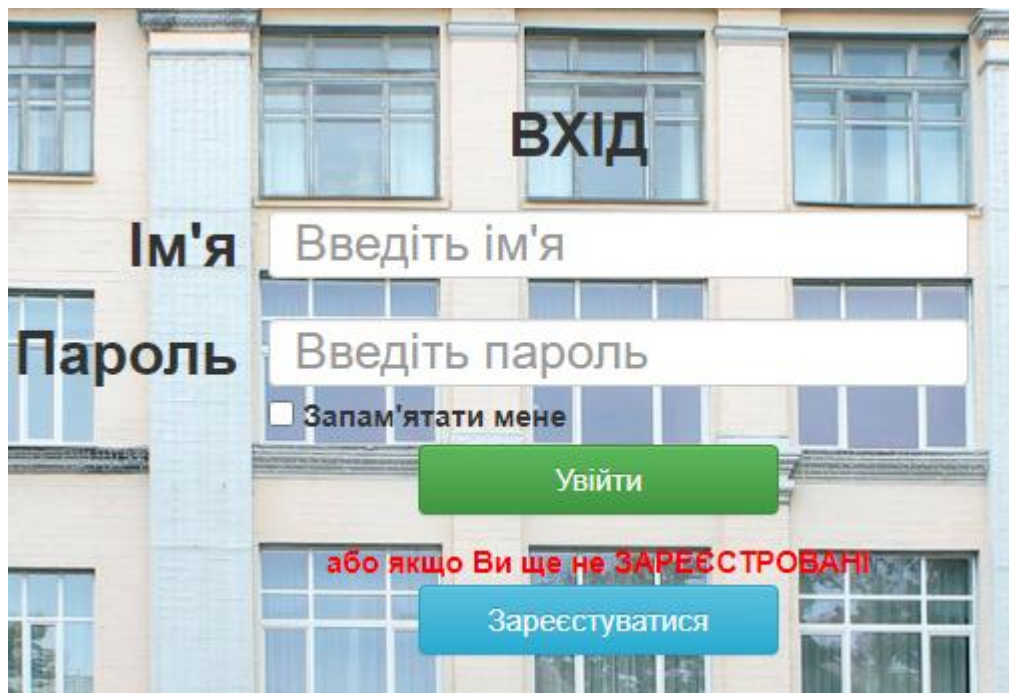 ВХІД
Ім'я Введіть ім'я
Пароль Введіть пароль
Запам'ятати мене
Увійти
або якщо Ви ще не ЗАРЕЄСТРОВАНІ
Зареєстуватися